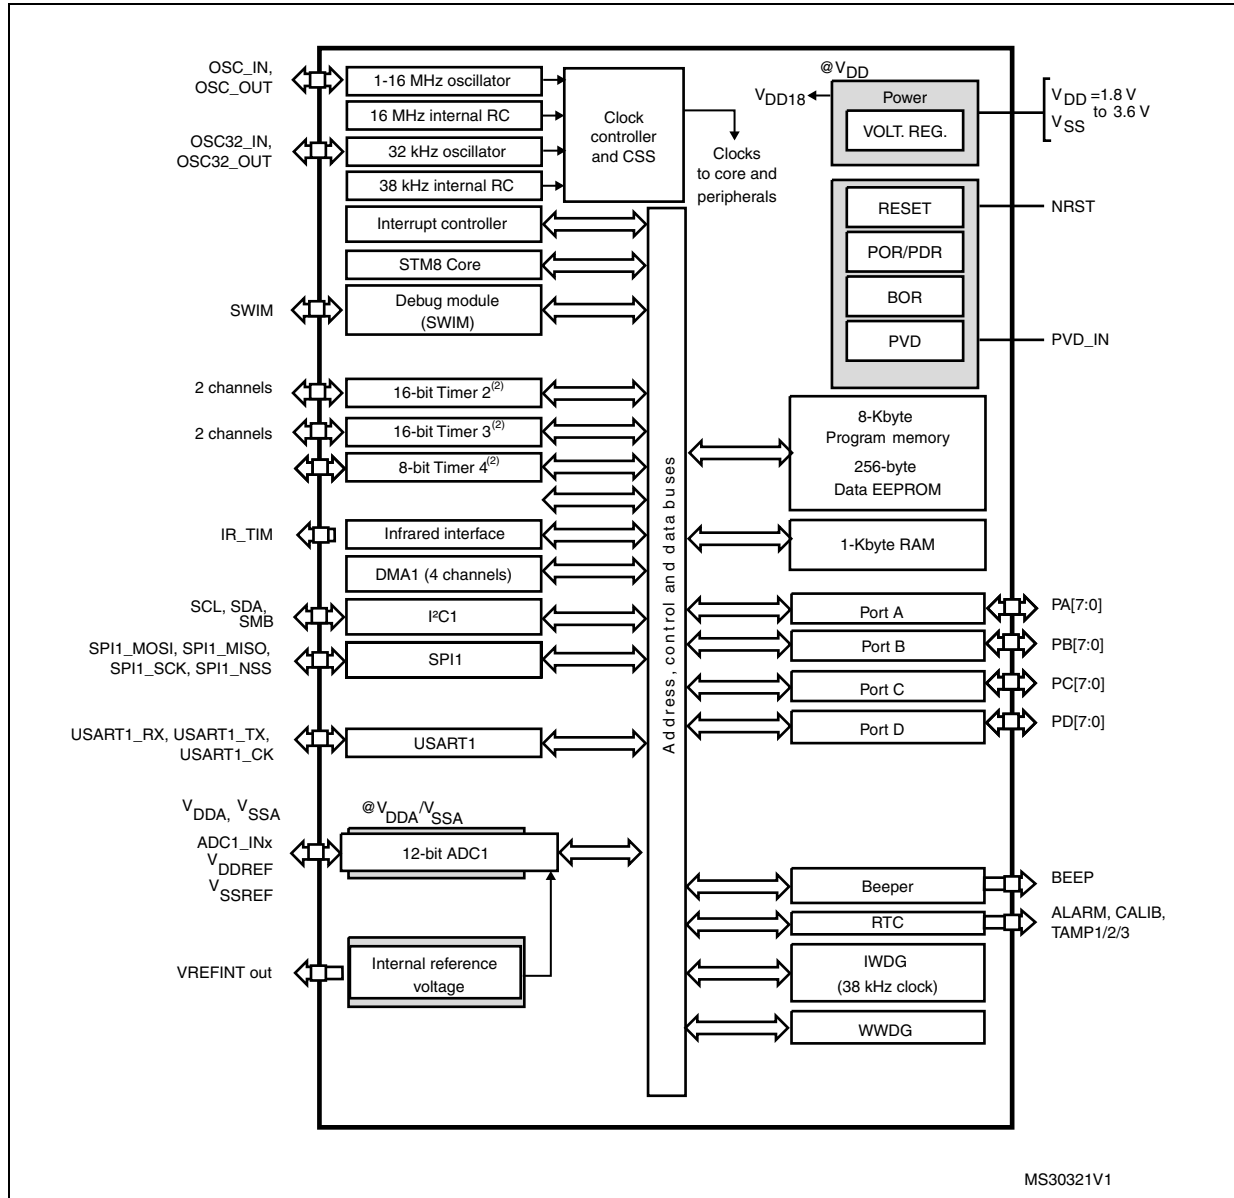 OSC_IN,
OSC_OUT
1-16 MHz oscillator
16 MHz internal RC
OSC32_IN,
OSC32_OUT
32 kHz oscillator
38 kHz internal RC
Clock
controller
and CSS
Clocks
to core and
peripherals
@VDD
VDD18
Power
VOLT. REG.
VDD =1.8 V
to 3.6 V
VSS
RESET
NRST
POR/PDR
BOR
PVD
PVD_IN
Interrupt controller
STM8 Core
SWIM
Debug module
(SWIM)
2 channels
16-bit Timer 2(2)
2 channels
16-bit Timer 3(2)
8-bit Timer 4(2)
IR_TIM
Infrared interface
DMA1 (4 channels)
SCL, SDA,
SMB
I²C1
SPI1_MOSI, SPI1_MISO,
SPI1_SCK, SPI1_NSS
SPI1
USART1_RX, USART1_TX,
USART1_CK
USART1
VDDA, VSSA
@VDDA/VSSA
ADC1_INx
VDDREF
VSSREF
12-bit ADC1
VREFINT out
Internal reference
voltage
Address, control and data buses
8-Kbyte
Program memory
256-byte
Data EEPROM
1-Kbyte RAM
Port A
PA[7:0]
Port B
PB[7:0]
Port C
PC[7:0]
Port D
PD[7:0]
Beeper
BEEP
RTC
ALARM, CALIB,
TAMP1/2/3
IWDG
(38 kHz clock)
WWDG
MS30321V1